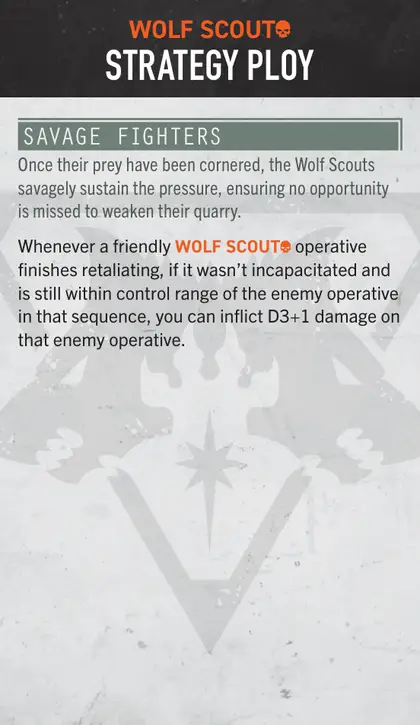 WOLF SCOUT
STRATEGY PLOY
SAVAGE FIGHTERS
Once their prey have been cornered, the Wolf Scouts
savagely sustain the pressure, ensuring no opportunity
is missed to weaken their quarry.
Whenever a friendly WOLF SCOUT operative
finishes retaliating, if it wasn't incapacitated and
is still within control range of the enemy operative
in that sequence, you can inflict D3+1 damage on
that enemy operative.